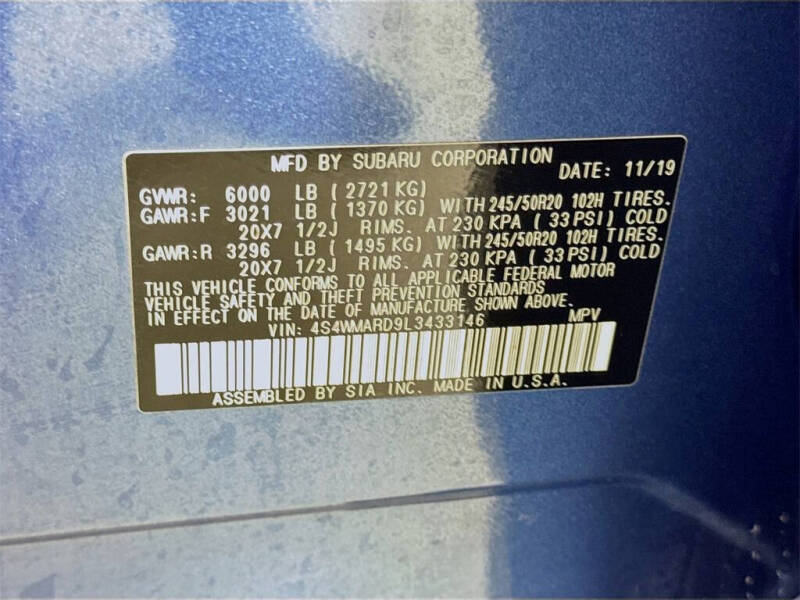 MFD BY SUBARU CORPORATION DATE: 11/19
GVWR: 6000 LB ( 2721 KG)
GAWR:F 3021 LB ( 1370 KG) WITH 245/50R20 102H TIRES.
20X7 1/2J RIMS. AT 230 KPA ( 33 PSI) COLD
GAWR:R 3296 LB ( 1495 KG) WITH 245/50R20 102H TIRES.
20X7 1/2J RIMS. AT 230 KPA ( 33 PSI) COLD
THIS VEHICLE CONFORMS TO ALL APPLICABLE FEDERAL MOTOR
VEHICLE SAFETY AND THEFT PREVENTION STANDARDS
IN EFFECT ON THE DATE OF MANUFACTURE SHOWN ABOVE.
VIN: 4S4WMARD9L3433146 MPV
ASSEMBLED BY SIA INC. MADE IN U.S.A.